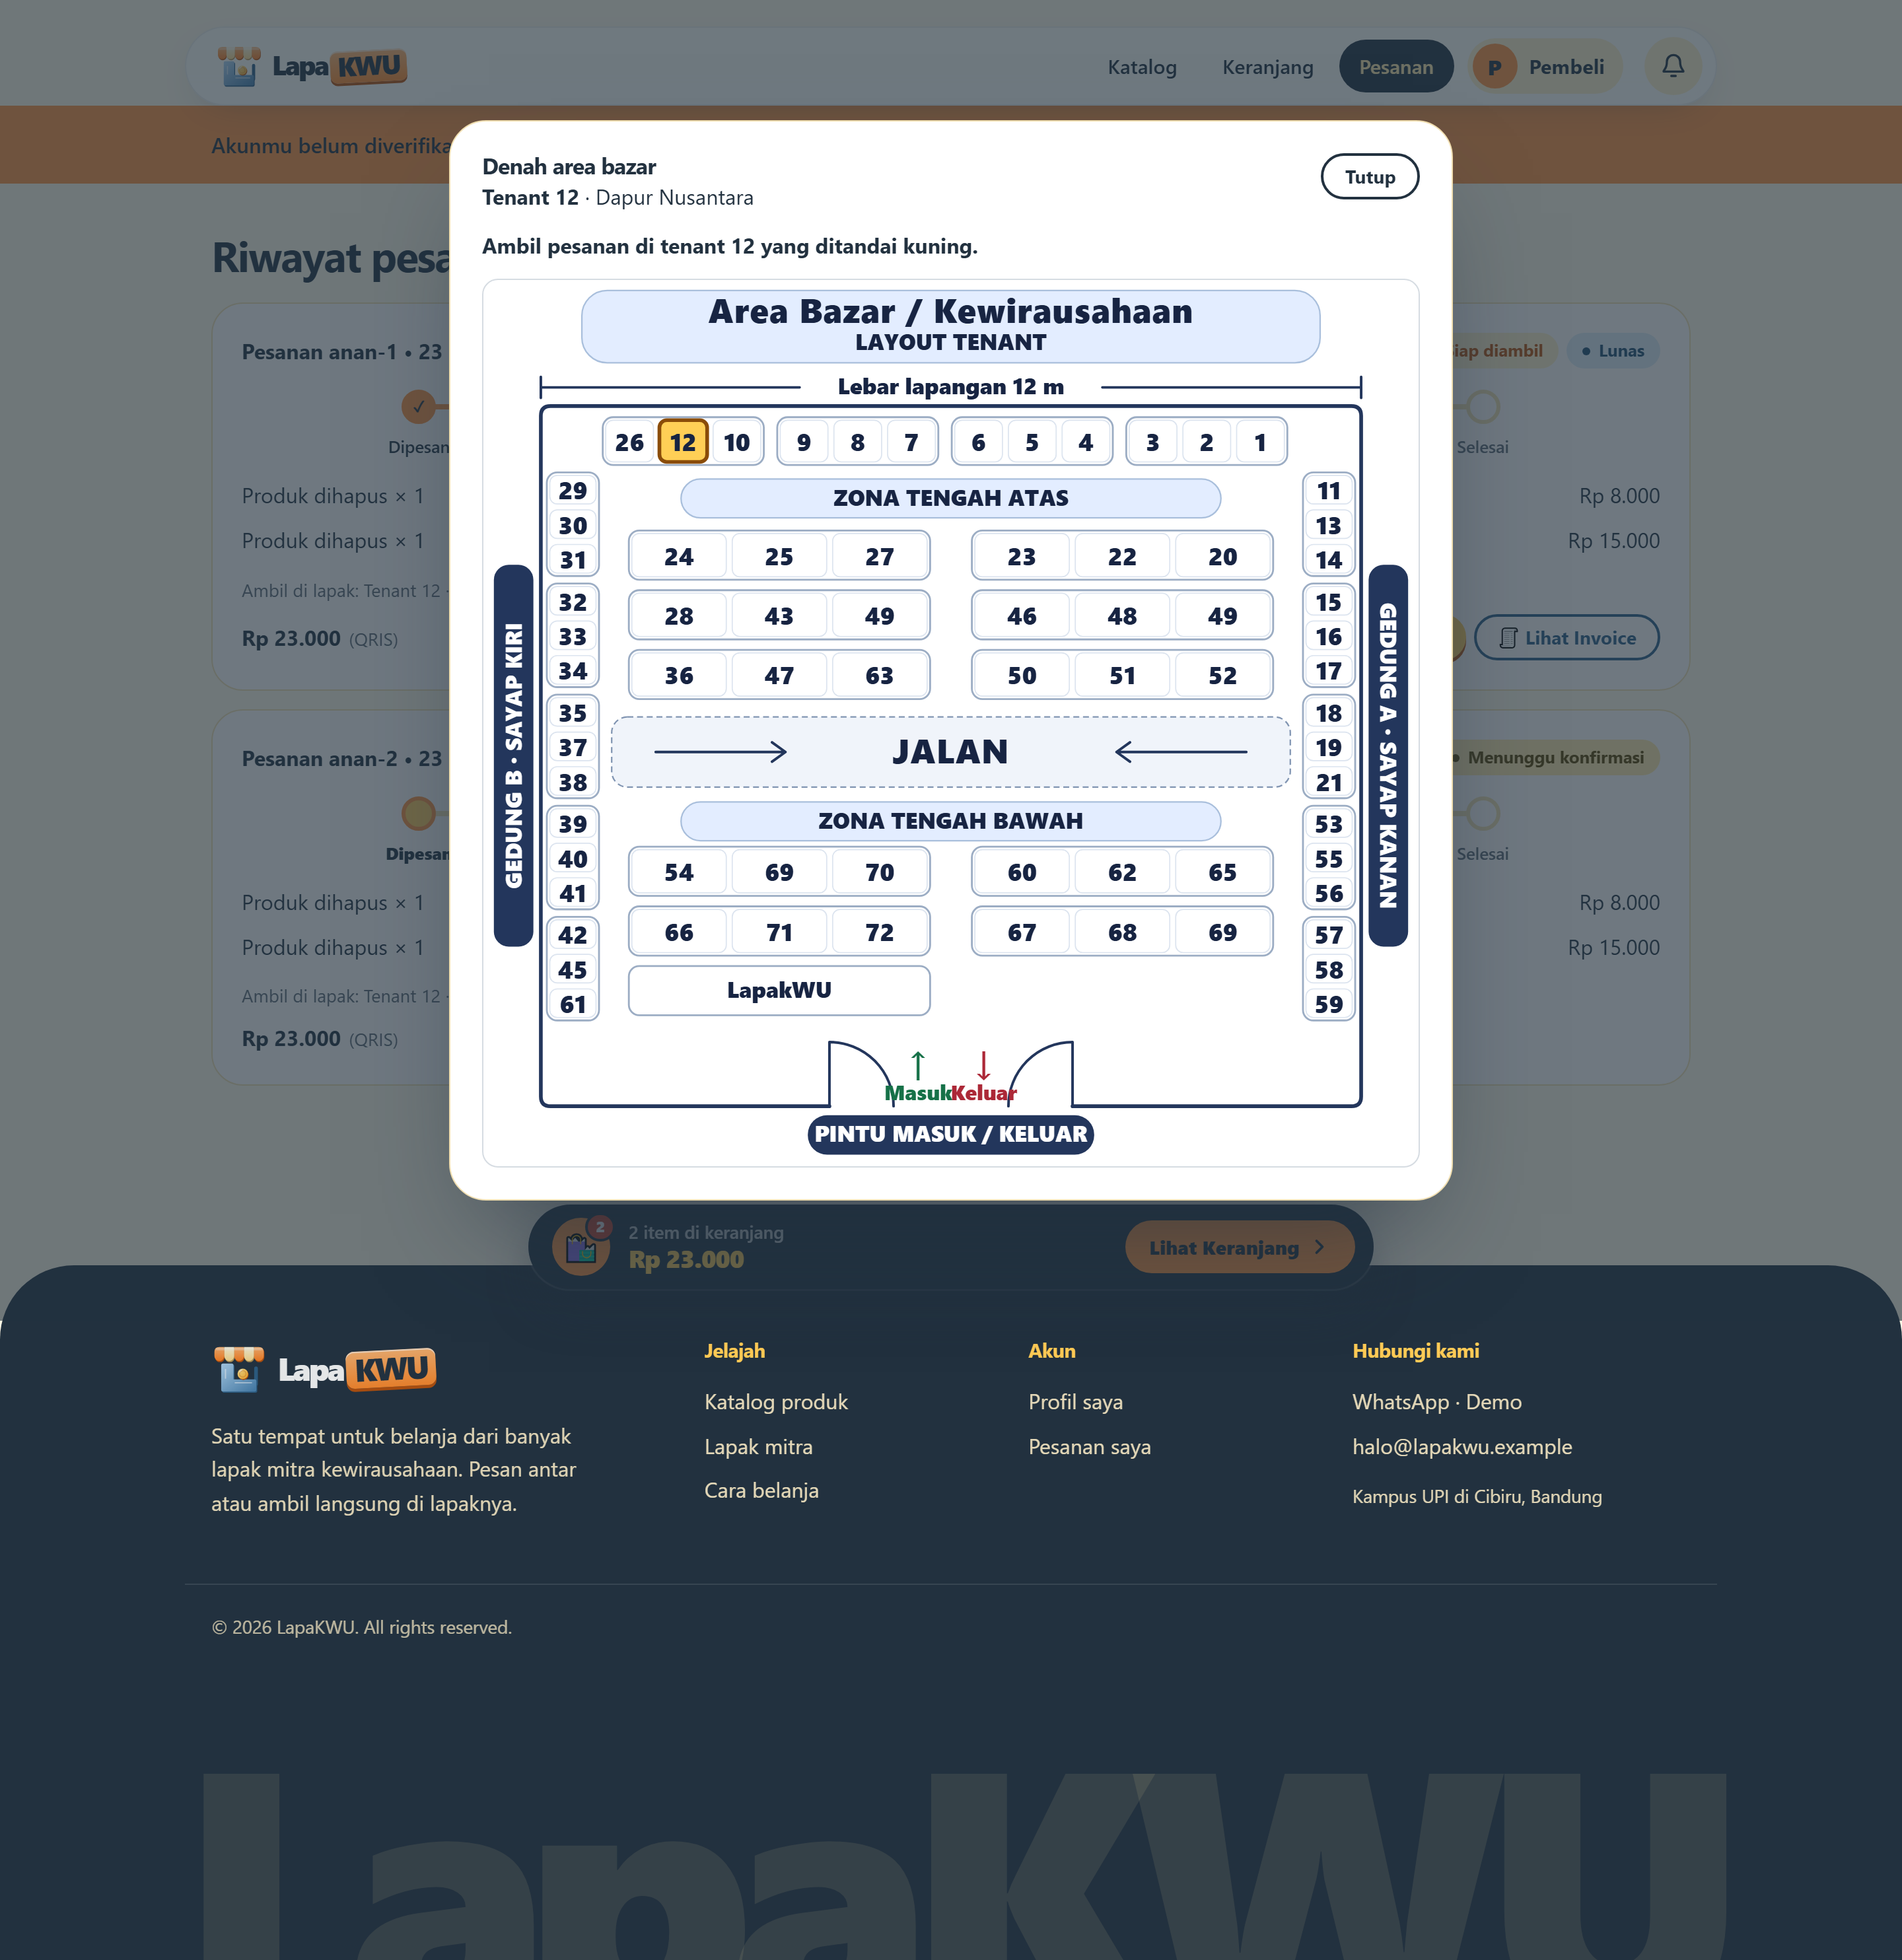 LapaKWU
Katalog
Keranjang
Pesanan
P
Pembeli
Akunmu belum diverifika
Denah area bazar
Tenant 12 · Dapur Nusantara
Tutup
Ambil pesanan di tenant 12 yang ditandai kuning.
Riwayat pesa
Area Bazar / Kewirausahaan
LAYOUT TENANT
Lebar lapangan 12 m
26 12 10 9 8 7 6 5 4 3 2 1
29
30
31
32
33
34
35
37
38
39
40
41
42
45
61
GEDUNG B • SAYAP KIRI
ZONA TENGAH ATAS
24 25 27 23 22 20
28 43 49 46 48 49
36 47 63 50 51 52
JALAN
ZONA TENGAH BAWAH
54 69 70 60 62 65
66 71 72 67 68 69
LapakWU
11
13
14
15
16
17
18
19
21
53
55
56
57
58
59
GEDUNG A • SAYAP KANAN
Masuk
Keluar
PINTU MASUK / KELUAR
Pesanan anan-1 • 23
iap diambil
• Lunas
Dipesan
Selesai
Produk dihapus × 1
Rp 8.000
Produk dihapus × 1
Rp 15.000
Ambil di lapak: Tenant 12 ·
Rp 23.000 (QRIS)
Lihat Invoice
Pesanan anan-2 • 23
• Menunggu konfirmasi
Dipesan
Selesai
Produk dihapus × 1
Rp 8.000
Produk dihapus × 1
Rp 15.000
Ambil di lapak: Tenant 12 ·
Rp 23.000 (QRIS)
2
2 item di keranjang
Rp 23.000
Lihat Keranjang
LapaKWU
Satu tempat untuk belanja dari banyak
lapak mitra kewirausahaan. Pesan antar
atau ambil langsung di lapaknya.
Jelajah
Katalog produk
Lapak mitra
Cara belanja
Akun
Profil saya
Pesanan saya
Hubungi kami
WhatsApp · Demo
halo@lapakwu.example
Kampus UPI di Cibiru, Bandung
© 2026 LapaKWU. All rights reserved.
LapaKWU